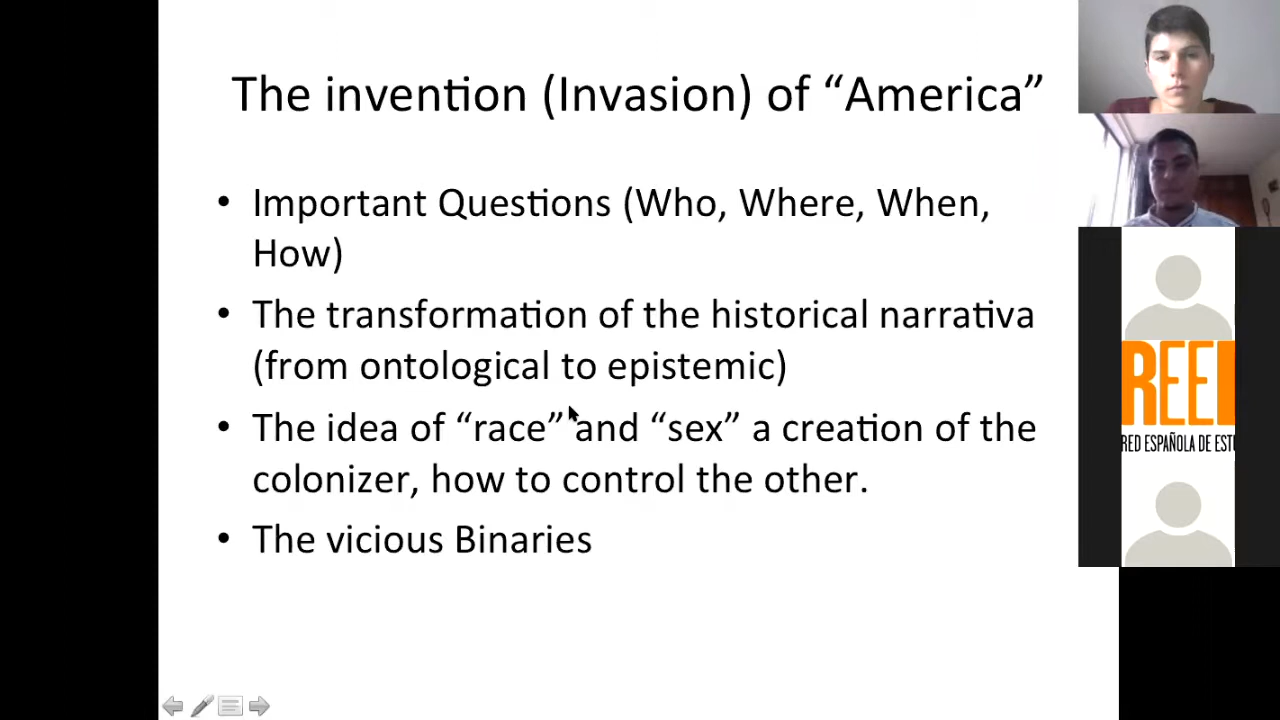 The invention (Invasion) of “America”
• Important Questions (Who, Where, When,
How)
• The transformation of the historical narrativa
(from ontological to epistemic)
• The idea of “race” and “sex” a creation of the
colonizer, how to control the other.
• The vicious Binaries
REE
RED ESPAÑOLA DE EST